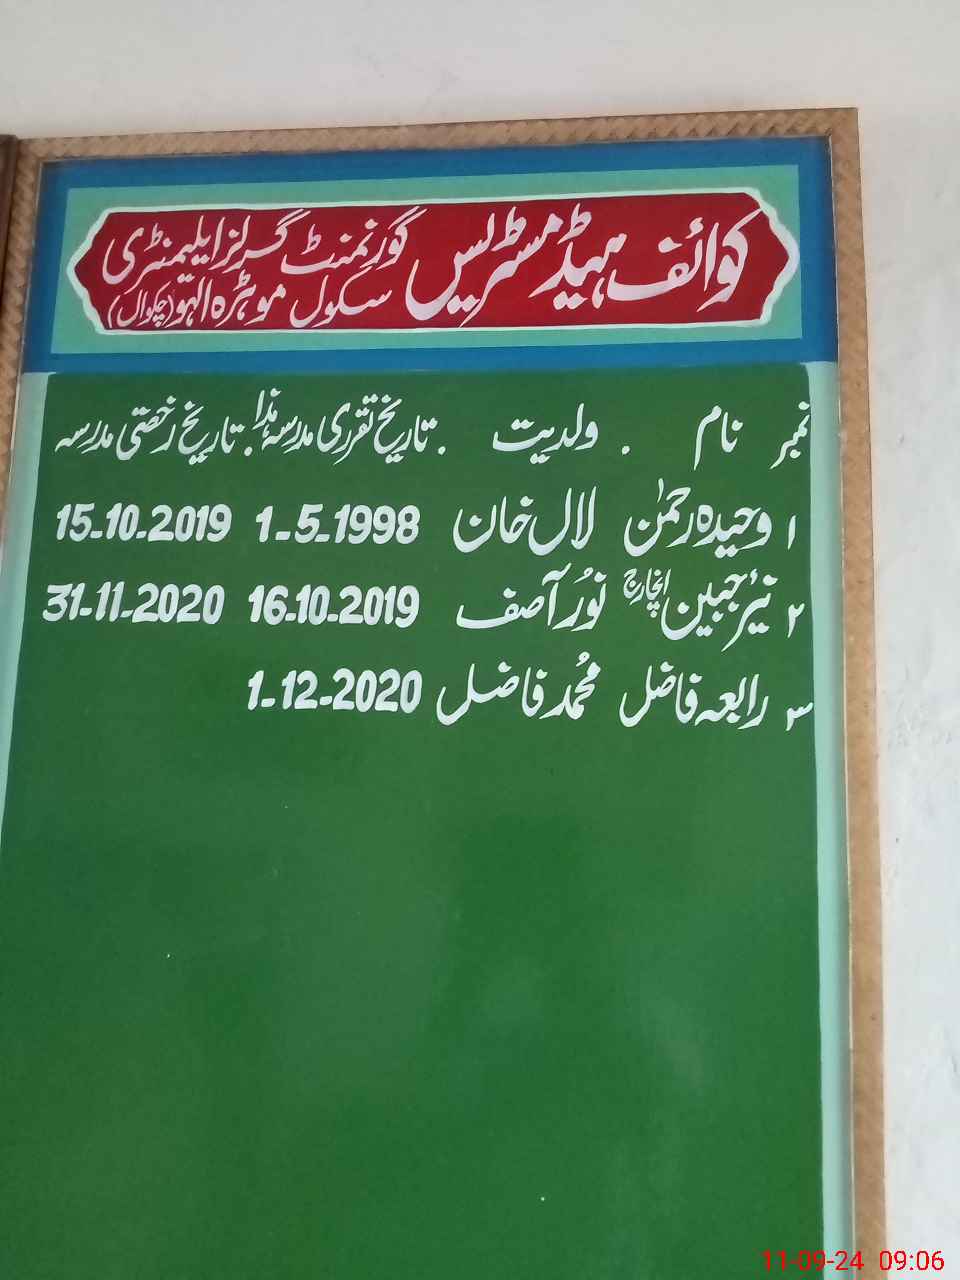 کوائف ہیڈ مسٹریس گورنمنٹ گرلز ایلیمنٹری
سکول موہڑہ الہو (چکوال)
نمبر نام . ولدیت . تاریخ تقرری مدرسہ ہذا . تاریخ رخصتی مدرسہ
۱ وحیدہ رحمٰن لال خان 1-5-1998 15-10-2019
۲ نیّر جبین انچارج نور آصف 16-10-2019 31-11-2020
۳ رابعہ فاضل محمد فاضل 1-12-2020
11-09-24 09:06